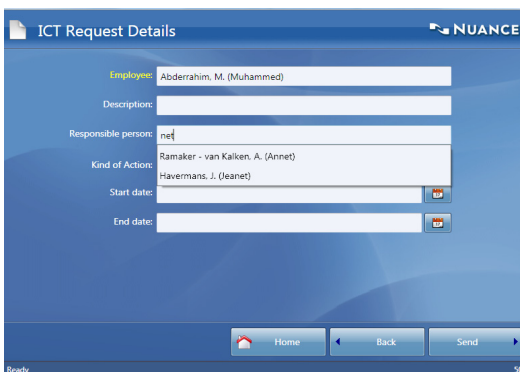 ICT Request Details
NUANCE
Employee: Abderrahim, M. (Muhammed)
Description:
Responsible person: net
Ramaker - van Kalken, A. (Annet)
Kind of Action:
Havermans, J. (Jeanet)
Start date:
End date:
Home Back Send
Ready